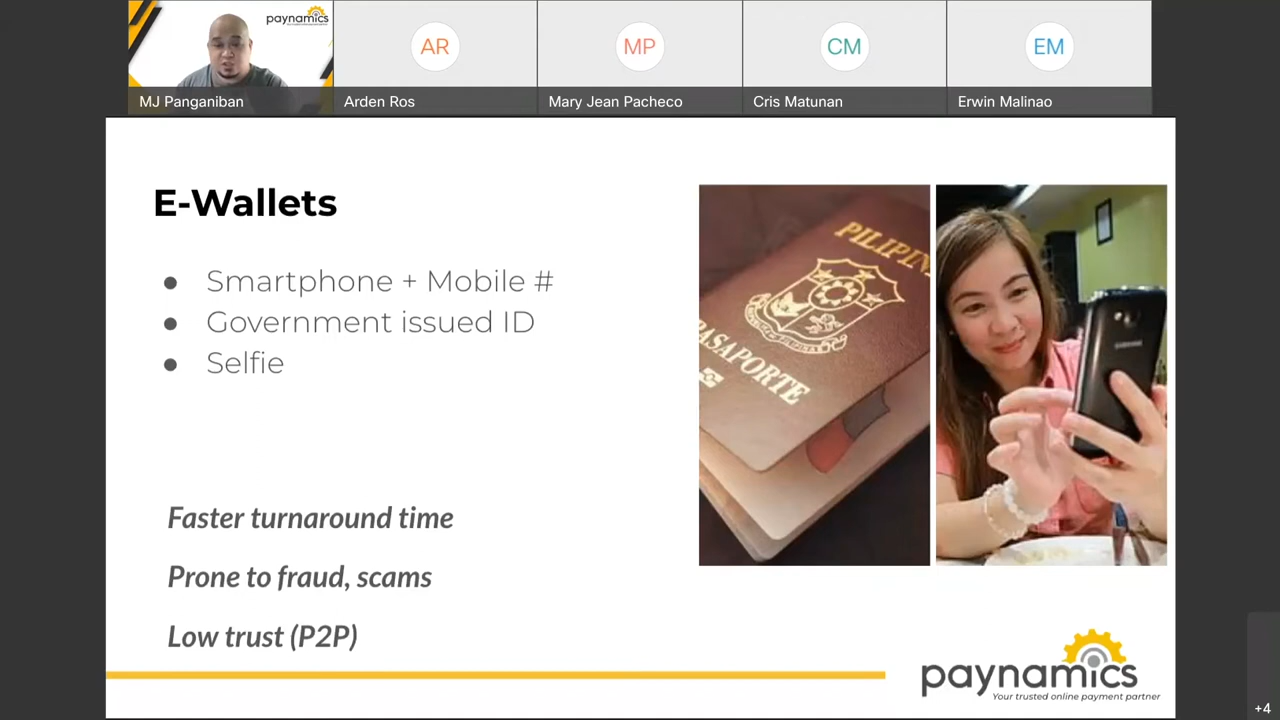 paynamics
AR
MP
CM
EM
MJ Panganiban
Arden Ros
Mary Jean Pacheco
Cris Matunan
Erwin Malinao
E-Wallets
● Smartphone + Mobile #
● Government issued ID
● Selfie
PILIPIN
PASAPORTE
SAMSUNG
Faster turnaround time
Prone to fraud, scams
Low trust (P2P)
paynamics
Your trusted online payment partner
+4